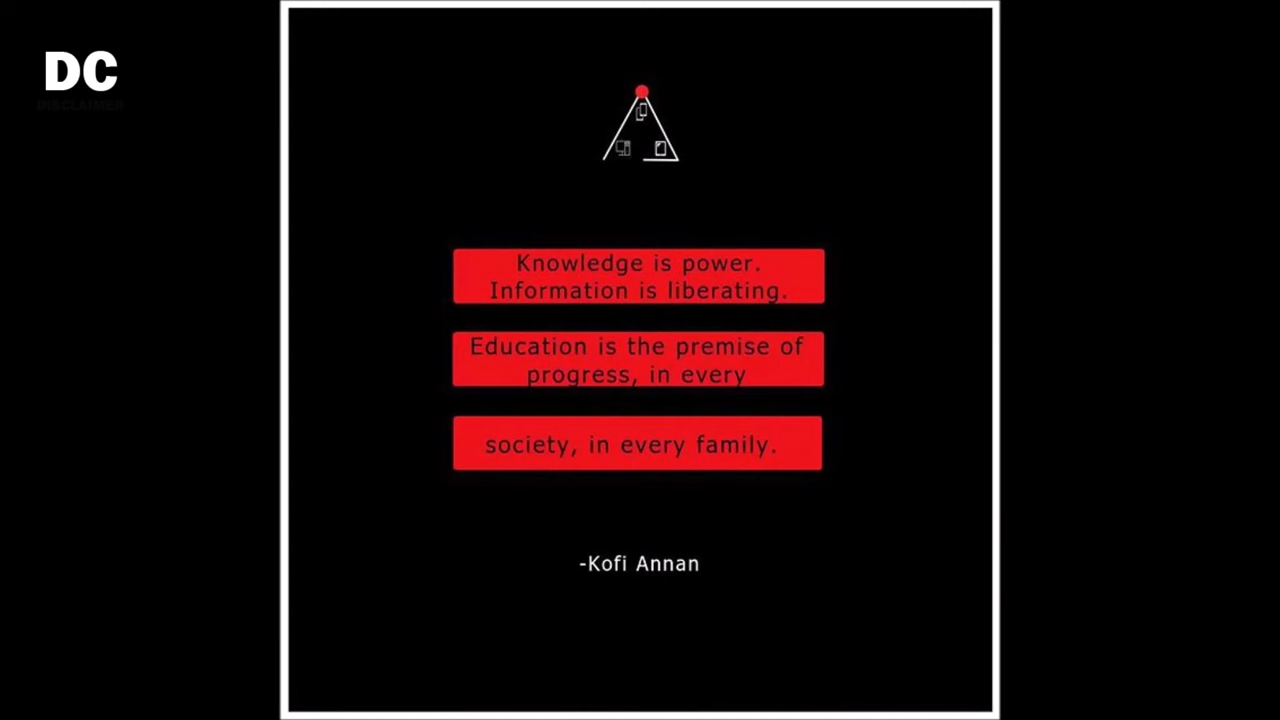 DC
DISCLAIMER
Knowledge is power.
Information is liberating.
Education is the premise of
progress, in every
society, in every family.
-Kofi Annan